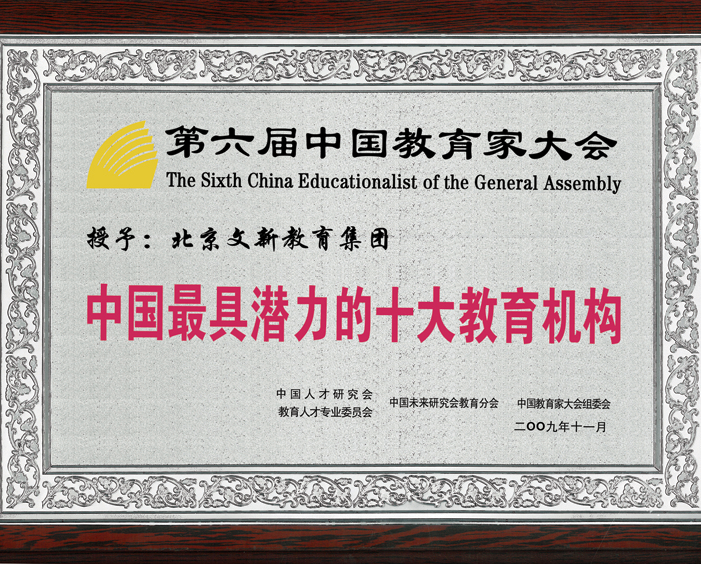 第六届中国教育家大会
The Sixth China Educationalist of the General Assembly
授予：北京文新教育集团
中国最具潜力的十大教育机构
中国人才研究会
教育人才专业委员会
中国未来研究会教育分会
中国教育家大会组委会
二OO九年十一月